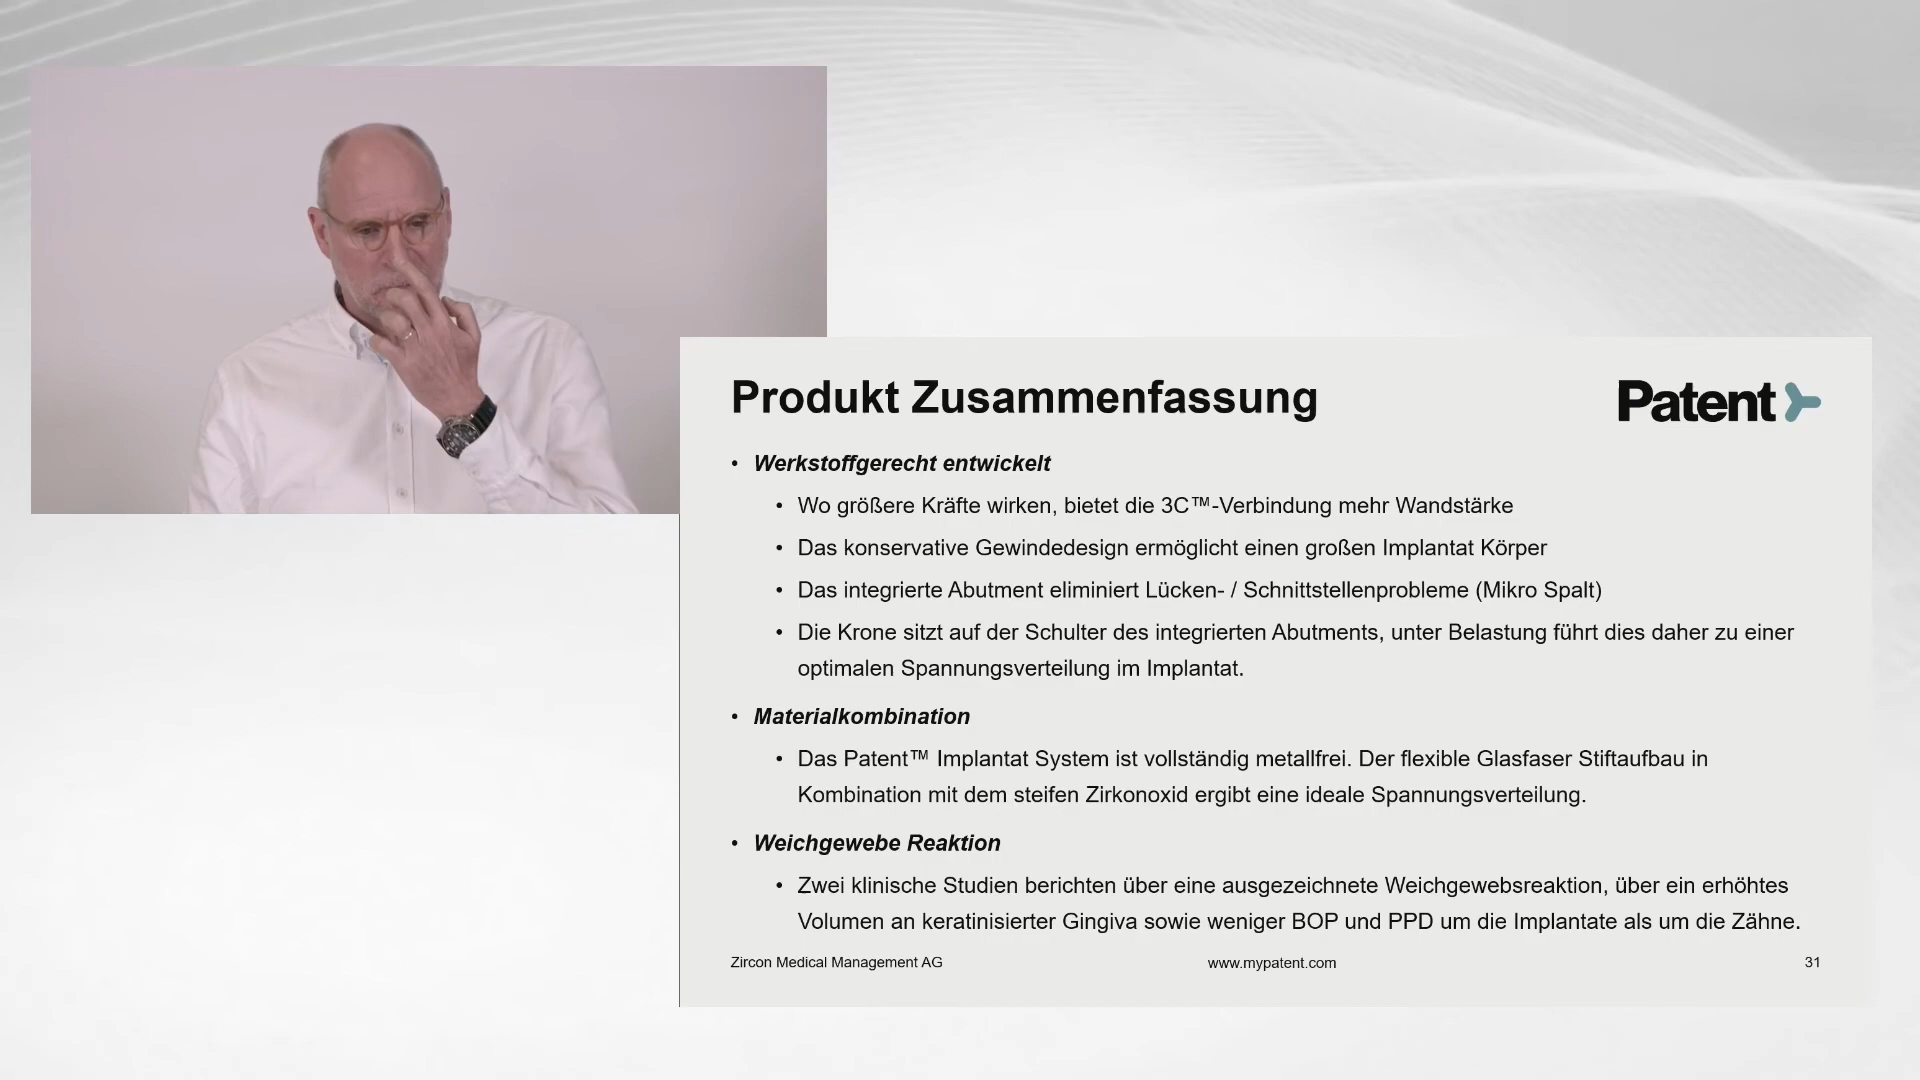 Produkt Zusammenfassung
Patent
• Werkstoffgerecht entwickelt
• Wo größere Kräfte wirken, bietet die 3C™-Verbindung mehr Wandstärke
• Das konservative Gewindedesign ermöglicht einen großen Implantat Körper
• Das integrierte Abutment eliminiert Lücken- / Schnittstellenprobleme (Mikro Spalt)
• Die Krone sitzt auf der Schulter des integrierten Abutments, unter Belastung führt dies daher zu einer
optimalen Spannungsverteilung im Implantat.
• Materialkombination
• Das Patent™ Implantat System ist vollständig metallfrei. Der flexible Glasfaser Stiftaufbau in
Kombination mit dem steifen Zirkonoxid ergibt eine ideale Spannungsverteilung.
• Weichgewebe Reaktion
• Zwei klinische Studien berichten über eine ausgezeichnete Weichgewebsreaktion, über ein erhöhtes
Volumen an keratinisierter Gingiva sowie weniger BOP und PPD um die Implantate als um die Zähne.
Zircon Medical Management AG
www.mypatent.com
31